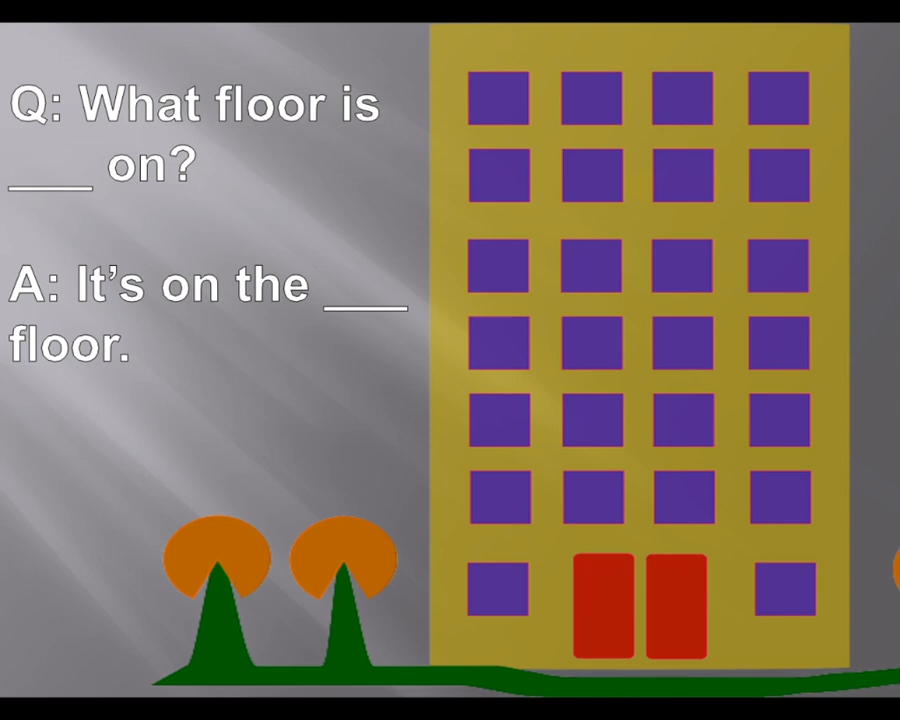 Q: What floor is
____ on?
A: It’s on the ____
floor.